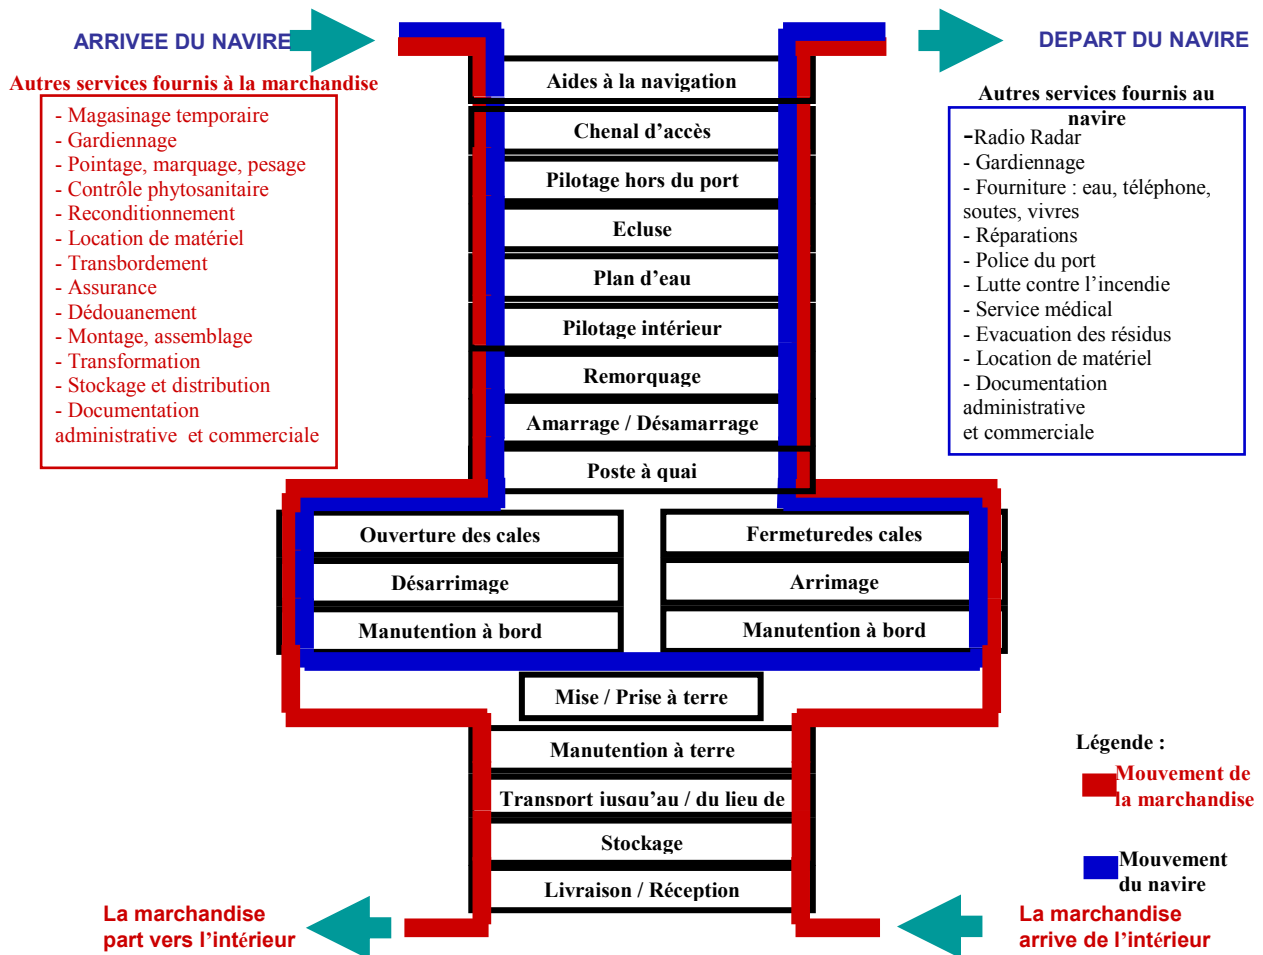 ARRIVEE DU NAVIRE
DEPART DU NAVIRE
Autres services fournis à la marchandise
- Magasinage temporaire
- Gardiennage
- Pointage, marquage, pesage
- Contrôle phytosanitaire
- Reconditionnement
- Location de matériel
- Transbordement
- Assurance
- Dédouanement
- Montage, assemblage
- Transformation
- Stockage et distribution
- Documentation
administrative et commerciale
Aides à la navigation
Chenal d'accès
Pilotage hors du port
Ecluse
Plan d'eau
Pilotage intérieur
Remorquage
Amarrage / Désamarrage
Poste à quai
Autres services fournis au
navire
-Radio Radar
- Gardiennage
- Fourniture : eau, téléphone,
soutes, vivres
- Réparations
- Police du port
- Lutte contre l'incendie
- Service médical
- Evacuation des résidus
- Location de matériel
- Documentation
administrative
et commerciale
Ouverture des cales
Désarrimage
Manutention à bord
Fermeturedes cales
Arrimage
Manutention à bord
Mise / Prise à terre
Manutention à terre
Transport jusqu'au / du lieu de
Stockage
Livraison / Réception
Légende :
Mouvement de
la marchandise
Mouvement
du navire
La marchandise
part vers l'intérieur
La marchandise
arrive de l'intérieur